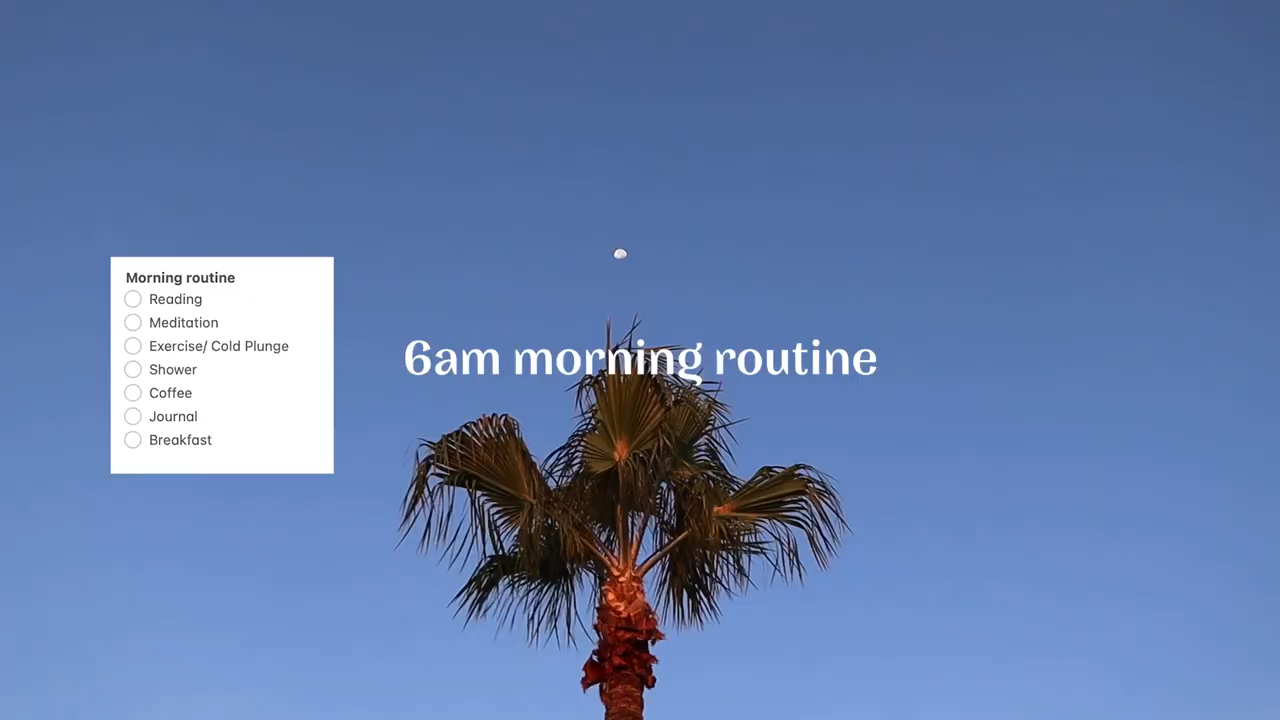 Morning routine
Reading
Meditation
Exercise/ Cold Plunge
Shower
Coffee
Journal
Breakfast
6am morning routine